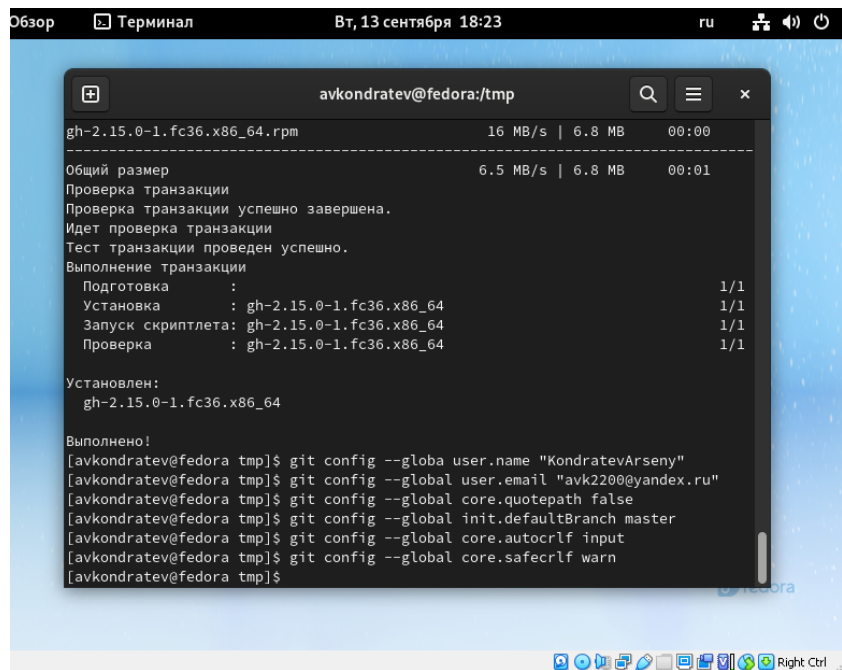 Обзор Терминал Вт, 13 сентября 18:23 ru
avkondratev@fedora:/tmp
gh-2.15.0-1.fc36.x86_64.rpm 16 MB/s | 6.8 MB 00:00
--------------------------------------------------------------------------------
Общий размер 6.5 MB/s | 6.8 MB 00:01
Проверка транзакции
Проверка транзакции успешно завершена.
Идет проверка транзакции
Тест транзакции проведен успешно.
Выполнение транзакции
Подготовка : 1/1
Установка : gh-2.15.0-1.fc36.x86_64 1/1
Запуск скриптлета: gh-2.15.0-1.fc36.x86_64 1/1
Проверка : gh-2.15.0-1.fc36.x86_64 1/1
Установлен:
gh-2.15.0-1.fc36.x86_64
Выполнено!
[avkondratev@fedora tmp]$ git config --globa user.name "KondratevArseny"
[avkondratev@fedora tmp]$ git config --global user.email "avk2200@yandex.ru"
[avkondratev@fedora tmp]$ git config --global core.quotepath false
[avkondratev@fedora tmp]$ git config --global init.defaultBranch master
[avkondratev@fedora tmp]$ git config --global core.autocrlf input
[avkondratev@fedora tmp]$ git config --global core.safecrlf warn
[avkondratev@fedora tmp]$
fedora
Right Ctrl